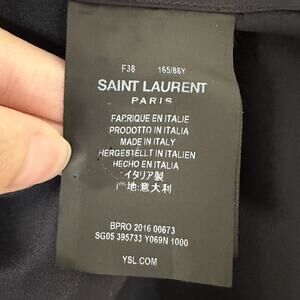 F38 165/88Y
SAINT LAURENT
PARIS
FABRIQUE EN ITALIE
PRODOTTO IN ITALIA
MADE IN ITALY
HERGESTELLT IN ITALIEN
HECHO EN ITALIA
イタリア製
产地:意大利
BPRO 2016 00673
SG05 395733 Y069N 1000
YSL.COM